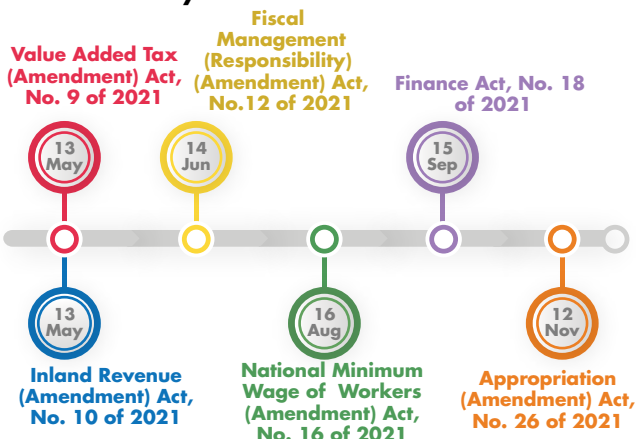 Value Added Tax
(Amendment) Act,
No. 9 of 2021
Fiscal
Management
(Responsibility)
(Amendment) Act,
No.12 of 2021
Finance Act, No. 18
of 2021
13
May
14
Jun
15
Sep
13
May
16
Aug
12
Nov
Inland Revenue
(Amendment) Act,
No. 10 of 2021
National Minimum
Wage of Workers
(Amendment) Act,
No. 16 of 2021
Appropriation
(Amendment) Act,
No. 26 of 2021